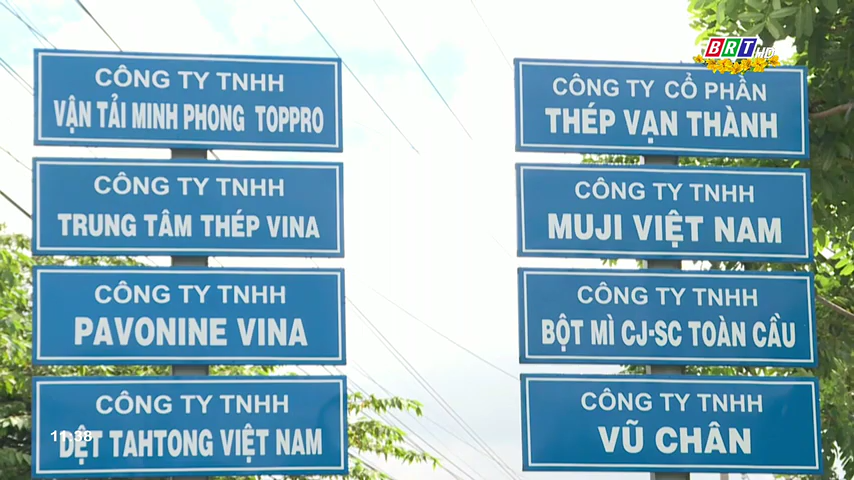 BRT HD
CÔNG TY TNHH
VẬN TẢI MINH PHONG TOPPRO
CÔNG TY TNHH
TRUNG TÂM THÉP VINA
CÔNG TY TNHH
PAVONINE VINA
CÔNG TY TNHH
DỆT TAHTONG VIỆT NAM
11:38
CÔNG TY CỔ PHẦN
THÉP VẠN THÀNH
CÔNG TY TNHH
MUJI VIỆT NAM
CÔNG TY TNHH
BỘT MÌ CJ-SC TOÀN CẦU
CÔNG TY TNHH
VŨ CHÂN